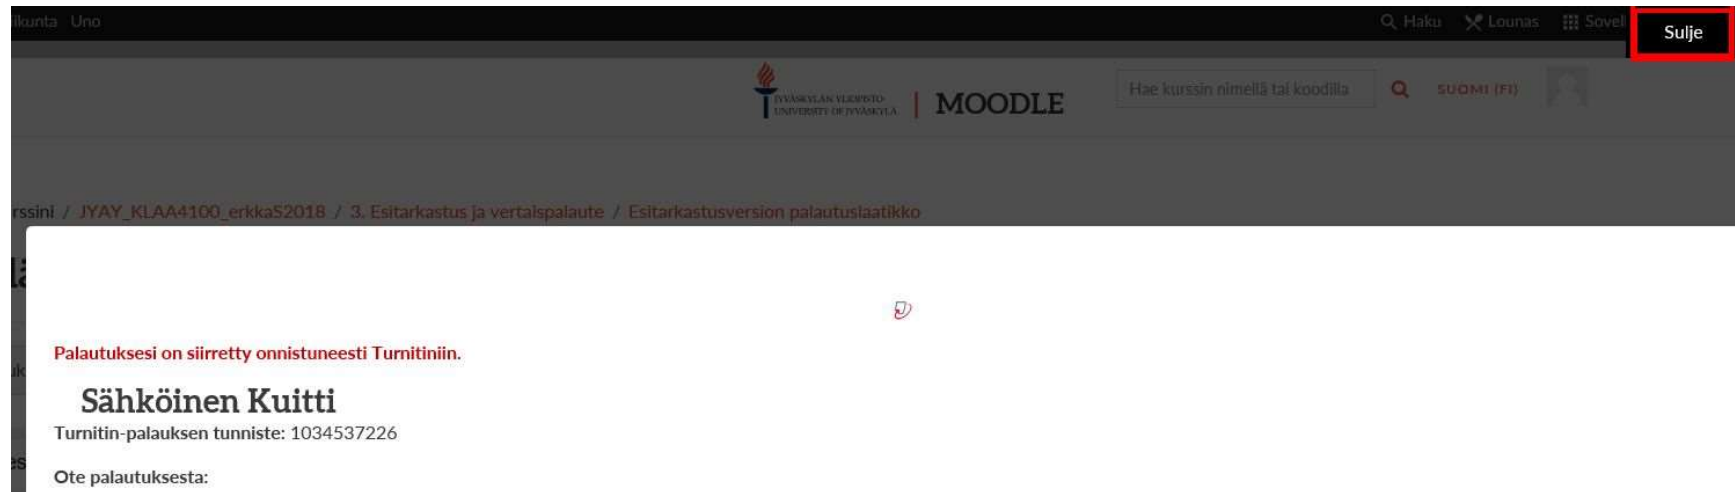 ikunta Uno Haku Lounas Sovell Sulje
JYVÄSKYLÄN YLIOPISTO
UNIVERSITY OF JYVÄSKYLÄ
MOODLE
Hae kurssin nimellä tai koodilla
SUOMI (FI)
rssini / JYAY_KLAA4100_erkkaS2018 / 3. Esitarkastus ja vertaispalaute / Esitarkastusversion palautuslaatikko
Palautuksesi on siirretty onnistuneesti Turnitiniin.
Sähköinen Kuitti
Turnitin-palauksen tunniste: 1034537226
Ote palautuksesta: